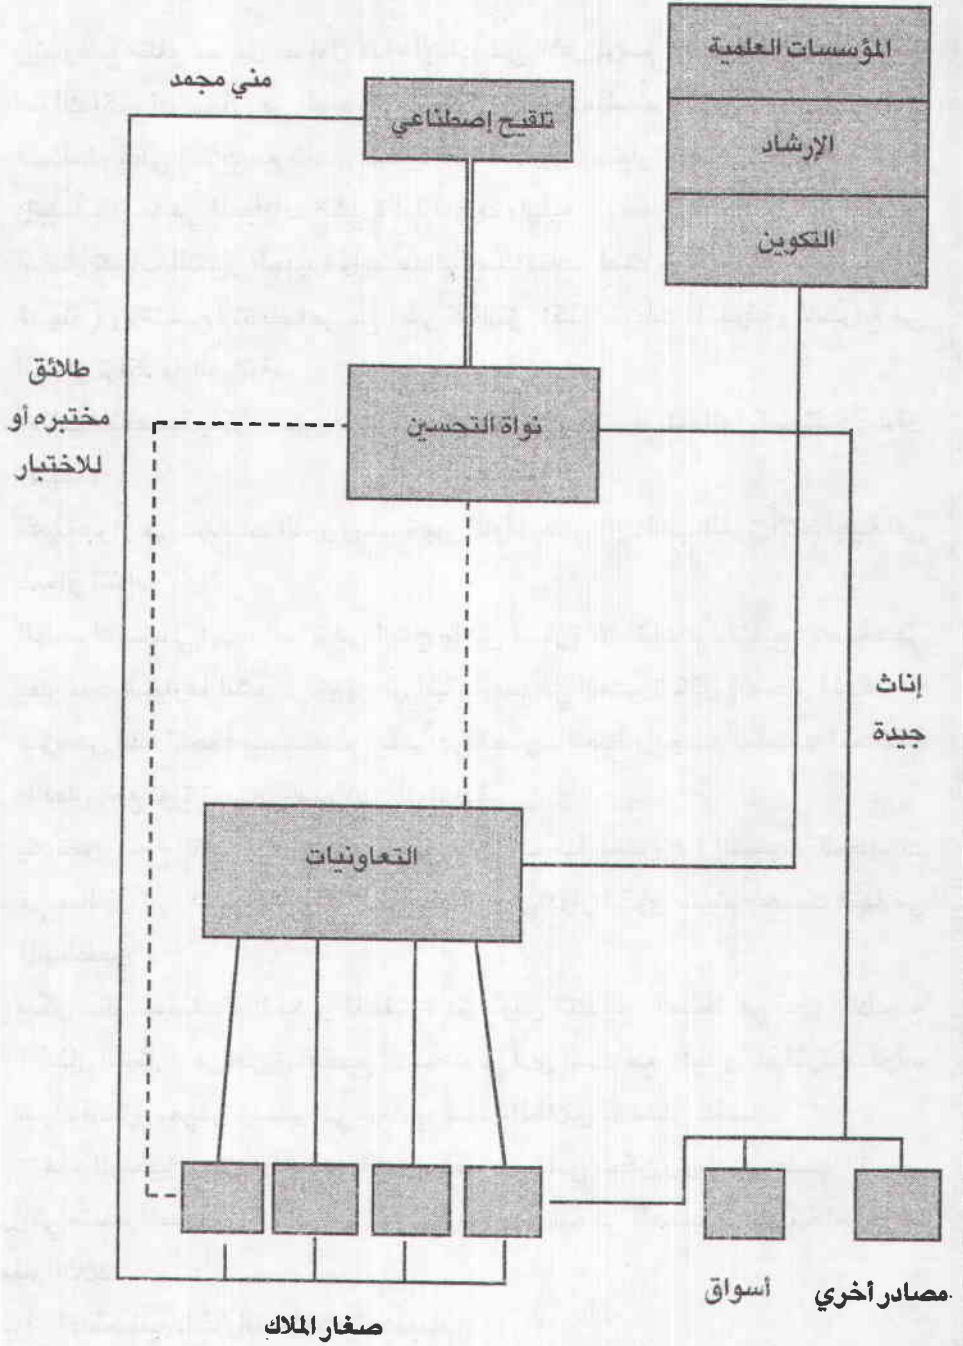 المؤسسات العلمية
الإرشاد
التكوين
مني مجمد
تلقيح إصطناعي
طلائق
مختبره أو
للاختبار
نواة التحسين
إناث
جيدة
التعاونيات
مصادر أخري
أسواق
صغار الملاك